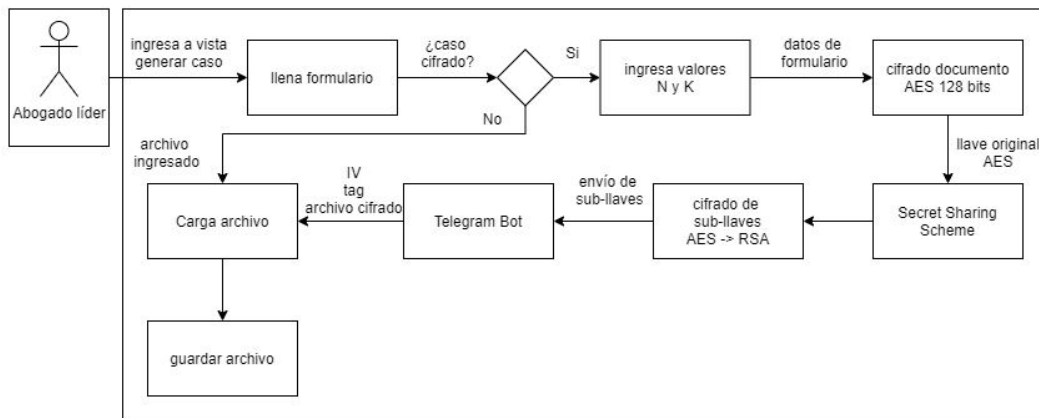 Abogado líder
ingresa a vista
generar caso
llena formulario
¿caso
cifrado?
Si
ingresa valores
N y K
datos de
formulario
cifrado documento
AES 128 bits
No
archivo
ingresado
llave original
AES
Carga archivo
IV
tag
archivo cifrado
Telegram Bot
envío de
sub-llaves
cifrado de
sub-llaves
AES -> RSA
Secret Sharing
Scheme
guardar archivo